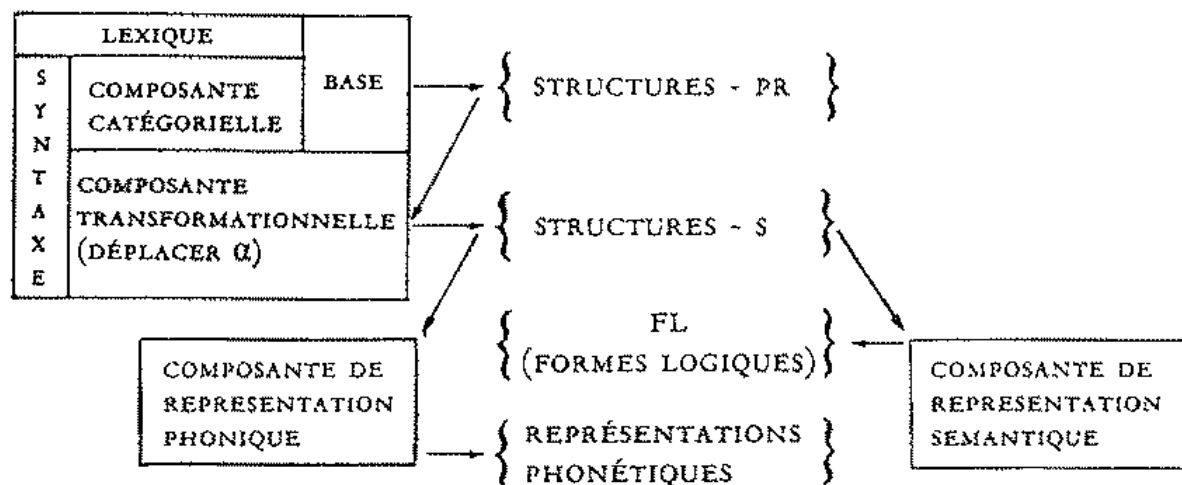 LEXIQUE
SYNTAXE
COMPOSANTE
CATÉGORIELLE
BASE
{ STRUCTURES - PR }
COMPOSANTE
TRANSFORMATIONNELLE
(DÉPLACER α)
{ STRUCTURES - S }
{ FL
(FORMES LOGIQUES) }
COMPOSANTE DE
REPRESENTATION
PHONIQUE
COMPOSANTE DE
REPRESENTATION
SEMANTIQUE
{ REPRÉSENTATIONS
PHONÉTIQUES }